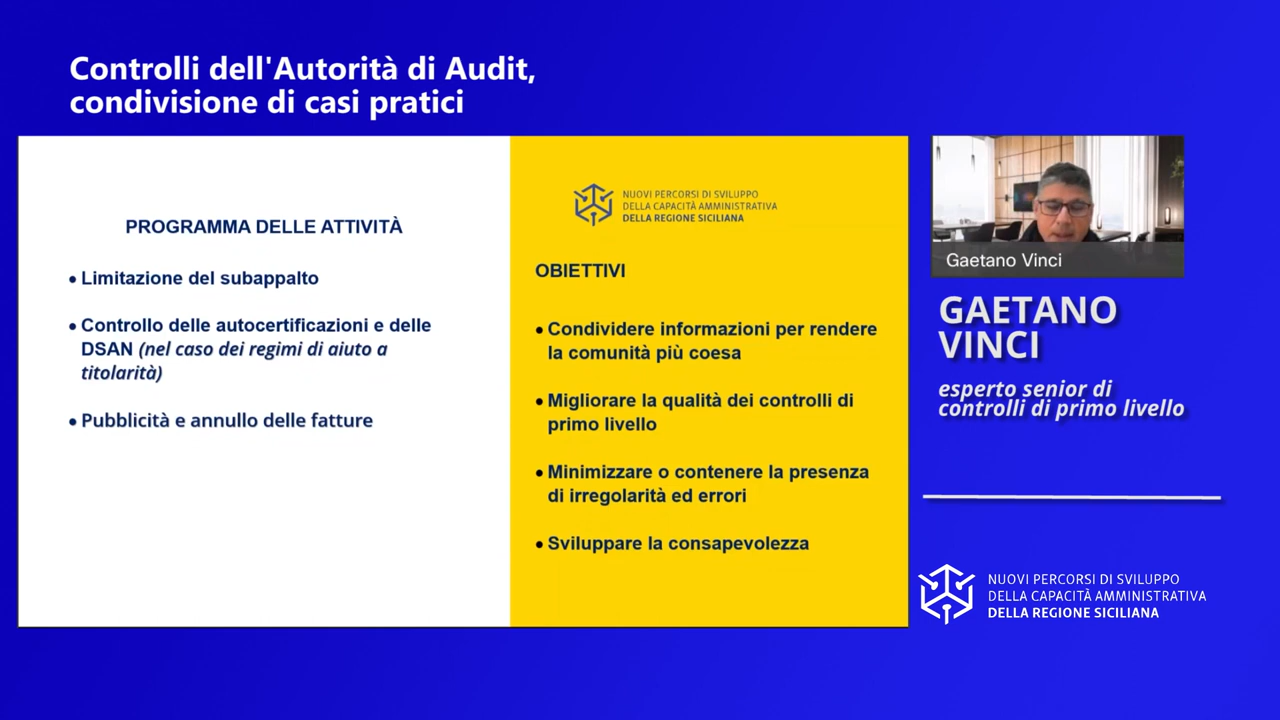 Controlli dell'Autorità di Audit,
condivisione di casi pratici
PROGRAMMA DELLE ATTIVITÀ
• Limitazione del subappalto
• Controllo delle autocertificazioni e delle
DSAN (nel caso dei regimi di aiuto a
titolarità)
• Pubblicità e annullo delle fatture
NUOVI PERCORSI DI SVILUPPO
DELLA CAPACITÀ AMMINISTRATIVA
DELLA REGIONE SICILIANA
OBIETTIVI
• Condividere informazioni per rendere
la comunità più coesa
• Migliorare la qualità dei controlli di
primo livello
• Minimizzare o contenere la presenza
di irregolarità ed errori
• Sviluppare la consapevolezza
Gaetano Vinci
GAETANO
VINCI
esperto senior di
controlli di primo livello
NUOVI PERCORSI DI SVILUPPO
DELLA CAPACITÀ AMMINISTRATIVA
DELLA REGIONE SICILIANA